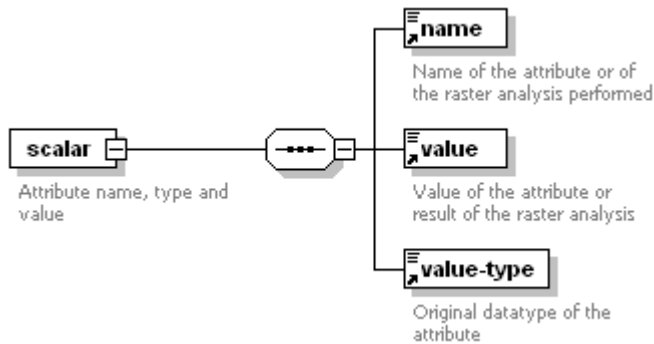 name
Name of the attribute or of
the raster analysis performed
scalar
Attribute name, type and
value
value
Value of the attribute or
result of the raster analysis
value-type
Original datatype of the
attribute